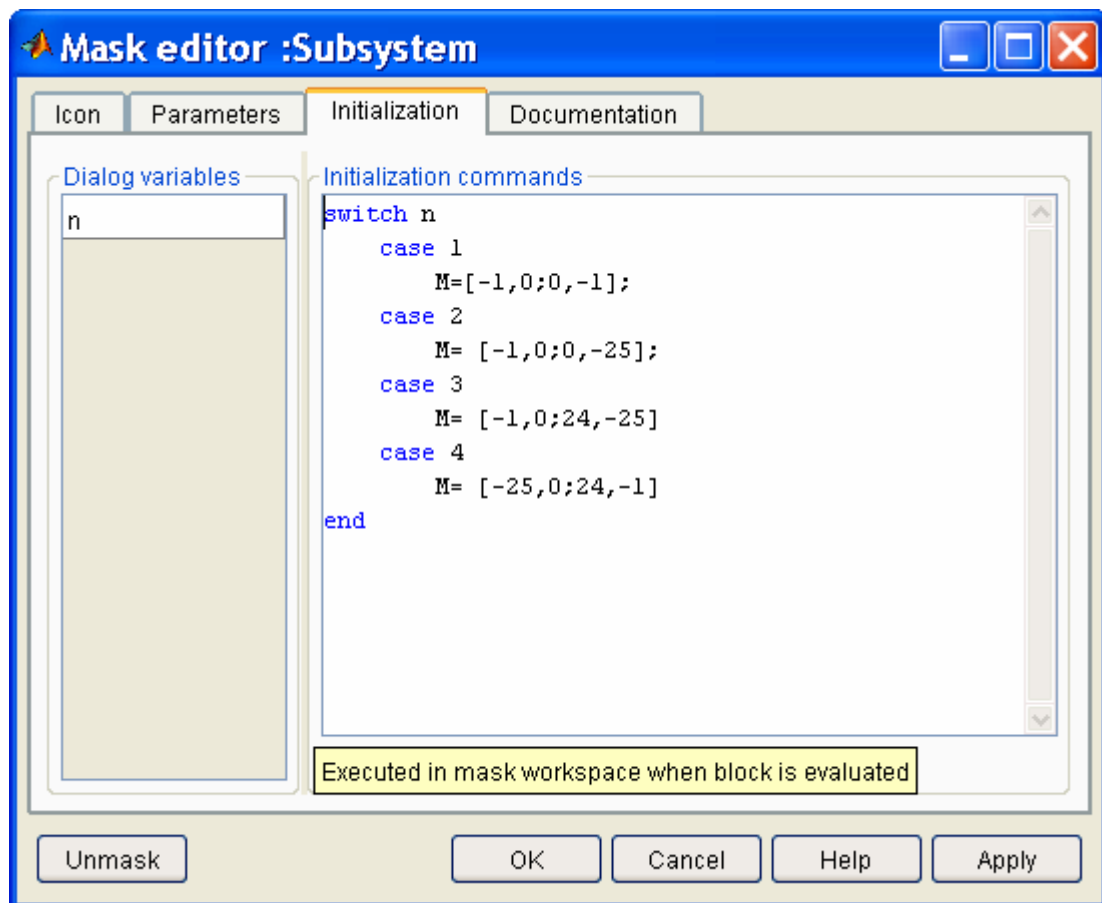 Mask editor :Subsystem
Icon Parameters Initialization Documentation
Dialog variables
n
Initialization commands
switch n
    case 1
        M=[-1,0;0,-1];
    case 2
        M= [-1,0;0,-25];
    case 3
        M= [-1,0;24,-25]
    case 4
        M= [-25,0;24,-1]
end
Executed in mask workspace when block is evaluated
Unmask OK Cancel Help Apply